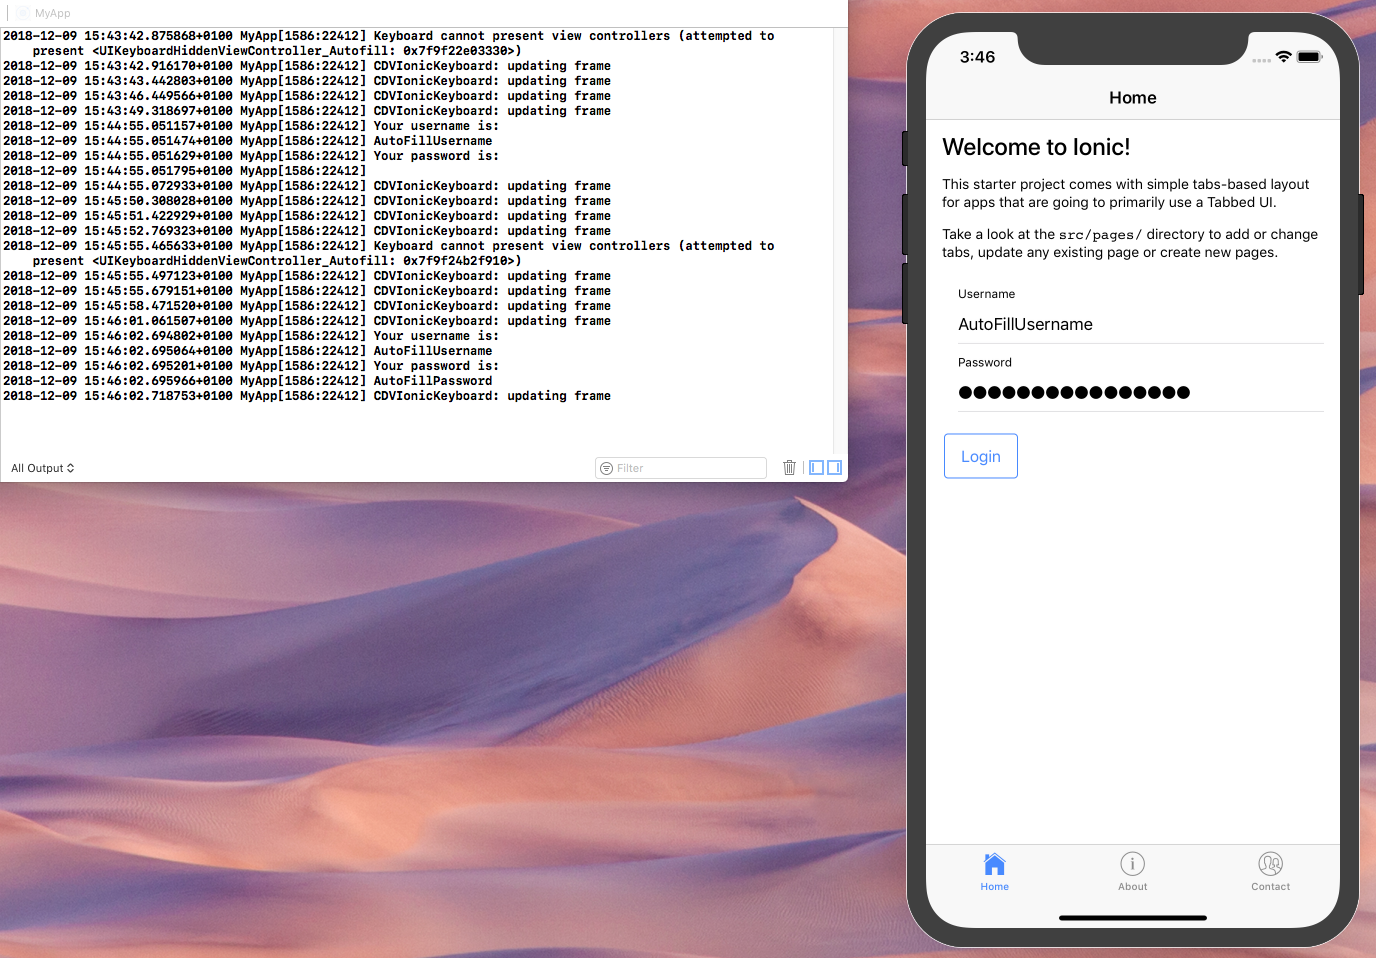 MyApp
2018-12-09 15:43:42.875868+0100 MyApp[1586:22412] Keyboard cannot present view controllers (attempted to
present <UIKeyboardHiddenViewController_Autofill: 0x7f9f22e03330>)
2018-12-09 15:43:42.916170+0100 MyApp[1586:22412] CDVIonicKeyboard: updating frame
2018-12-09 15:43:43.442803+0100 MyApp[1586:22412] CDVIonicKeyboard: updating frame
2018-12-09 15:43:46.449566+0100 MyApp[1586:22412] CDVIonicKeyboard: updating frame
2018-12-09 15:43:49.318697+0100 MyApp[1586:22412] CDVIonicKeyboard: updating frame
2018-12-09 15:44:55.051157+0100 MyApp[1586:22412] Your username is:
2018-12-09 15:44:55.051474+0100 MyApp[1586:22412] AutoFillUsername
2018-12-09 15:44:55.051629+0100 MyApp[1586:22412] Your password is:
2018-12-09 15:44:55.051795+0100 MyApp[1586:22412]
2018-12-09 15:44:55.072933+0100 MyApp[1586:22412] CDVIonicKeyboard: updating frame
2018-12-09 15:45:50.308028+0100 MyApp[1586:22412] CDVIonicKeyboard: updating frame
2018-12-09 15:45:51.422929+0100 MyApp[1586:22412] CDVIonicKeyboard: updating frame
2018-12-09 15:45:52.769323+0100 MyApp[1586:22412] CDVIonicKeyboard: updating frame
2018-12-09 15:45:55.465633+0100 MyApp[1586:22412] Keyboard cannot present view controllers (attempted to
present <UIKeyboardHiddenViewController_Autofill: 0x7f9f24b2f910>)
2018-12-09 15:45:55.497123+0100 MyApp[1586:22412] CDVIonicKeyboard: updating frame
2018-12-09 15:45:55.679151+0100 MyApp[1586:22412] CDVIonicKeyboard: updating frame
2018-12-09 15:45:58.471520+0100 MyApp[1586:22412] CDVIonicKeyboard: updating frame
2018-12-09 15:46:01.061507+0100 MyApp[1586:22412] CDVIonicKeyboard: updating frame
2018-12-09 15:46:02.694802+0100 MyApp[1586:22412] Your username is:
2018-12-09 15:46:02.695064+0100 MyApp[1586:22412] AutoFillUsername
2018-12-09 15:46:02.695201+0100 MyApp[1586:22412] Your password is:
2018-12-09 15:46:02.695966+0100 MyApp[1586:22412] AutoFillPassword
2018-12-09 15:46:02.718753+0100 MyApp[1586:22412] CDVIonicKeyboard: updating frame
All Output
Filter
3:46
Home
Welcome to Ionic!
This starter project comes with simple tabs-based layout
for apps that are going to primarily use a Tabbed UI.
Take a look at the src/pages/ directory to add or change
tabs, update any existing page or create new pages.
Username
AutoFillUsername
Password
●●●●●●●●●●●●●●●●
Login
Home
About
Contact